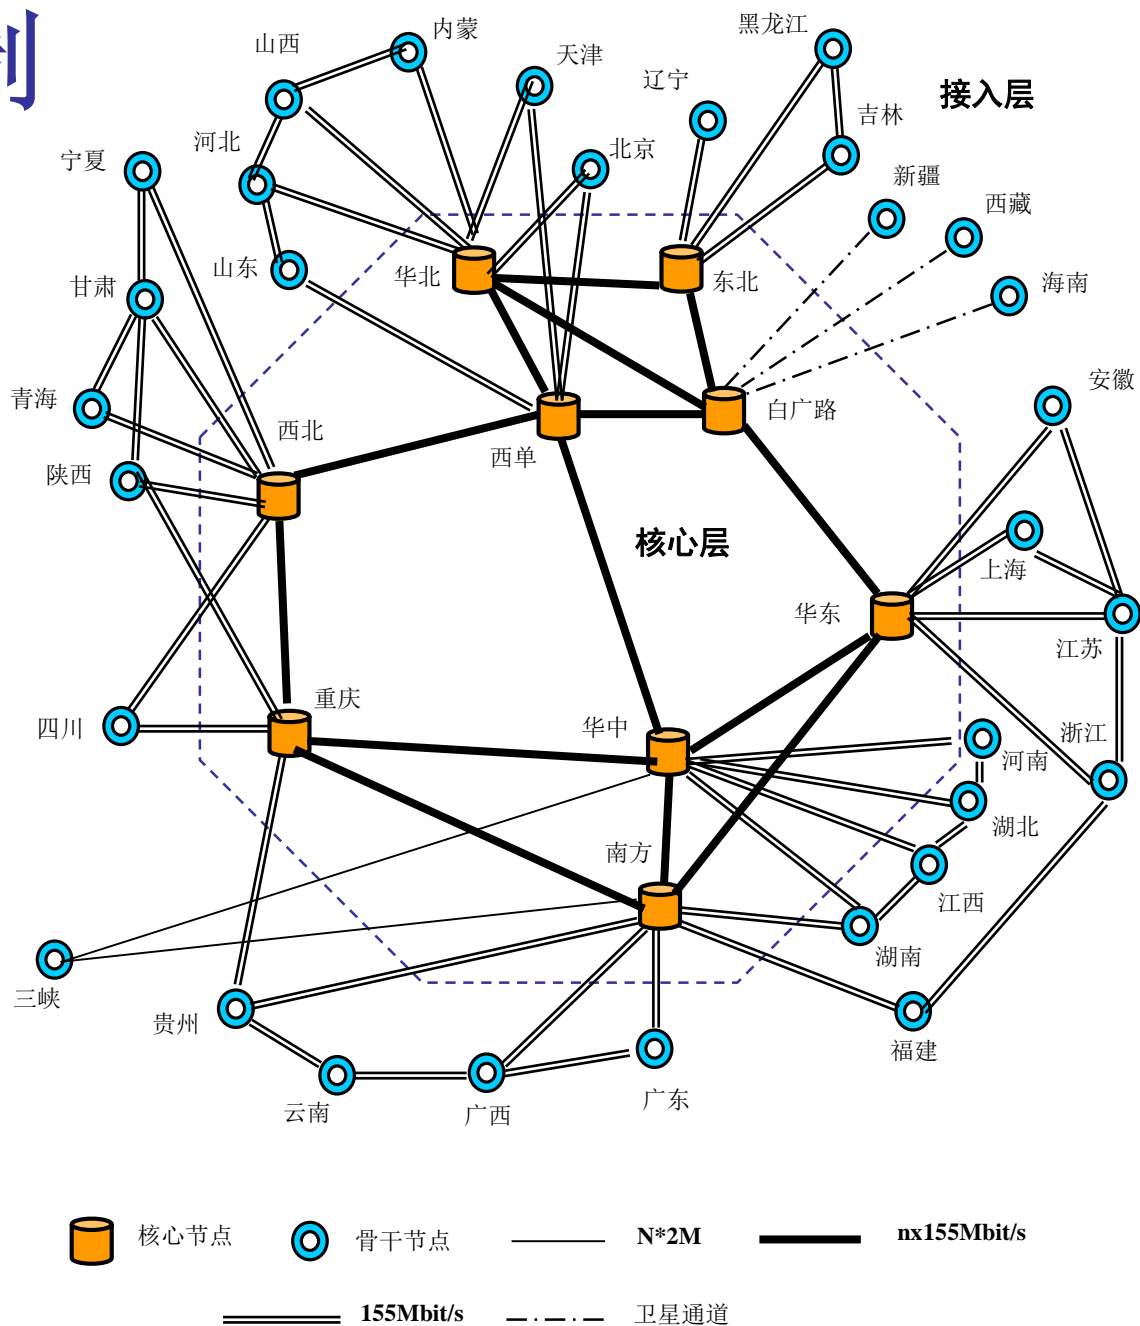 内蒙
黑龙江
山西
天津
辽宁
接入层
吉林
河北
北京
宁夏
新疆
西藏
山东
华北
东北
海南
甘肃
安徽
青海
西北
白广路
西单
陕西
核心层
上海
华东
江苏
重庆
四川
华中
浙江
河南
湖北
南方
江西
湖南
三峡
贵州
福建
广东
云南
广西
核心节点
骨干节点
N*2M
nx155Mbit/s
155Mbit/s
卫星通道